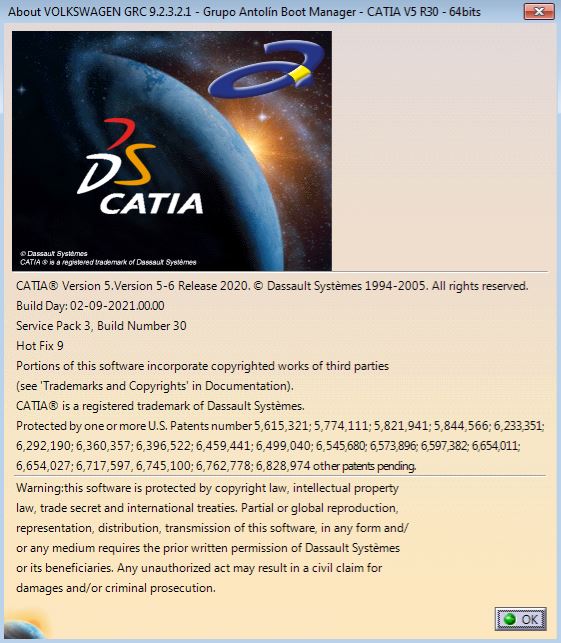 About VOLKSWAGEN GRC 9.2.3.2.1 - Grupo Antolín Boot Manager - CATIA V5 R30 - 64bits
CATIA
© Dassault Systèmes
CATIA ® is a registered trademark of Dassault Systèmes
CATIA® Version 5.Version 5-6 Release 2020. © Dassault Systèmes 1994-2005. All rights reserved.
Build Day: 02-09-2021.00.00
Service Pack 3, Build Number 30
Hot Fix 9
Portions of this software incorporate copyrighted works of third parties
(see 'Trademarks and Copyrights' in Documentation).
CATIA® is a registered trademark of Dassault Systèmes.
Protected by one or more U.S. Patents number 5,615,321; 5,774,111; 5,821,941; 5,844,566; 6,233,351;
6,292,190; 6,360,357; 6,396,522; 6,459,441; 6,499,040; 6,545,680; 6,573,896; 6,597,382; 6,654,011;
6,654,027; 6,717,597, 6,745,100; 6,762,778; 6,828,974 other patents pending.
Warning:this software is protected by copyright law, intellectual property
law, trade secret and international treaties. Partial or global reproduction,
representation, distribution, transmission of this software, in any form and/
or any medium requires the prior written permission of Dassault Systèmes
or its beneficiaries. Any unauthorized act may result in a civil claim for
damages and/or criminal prosecution.
OK